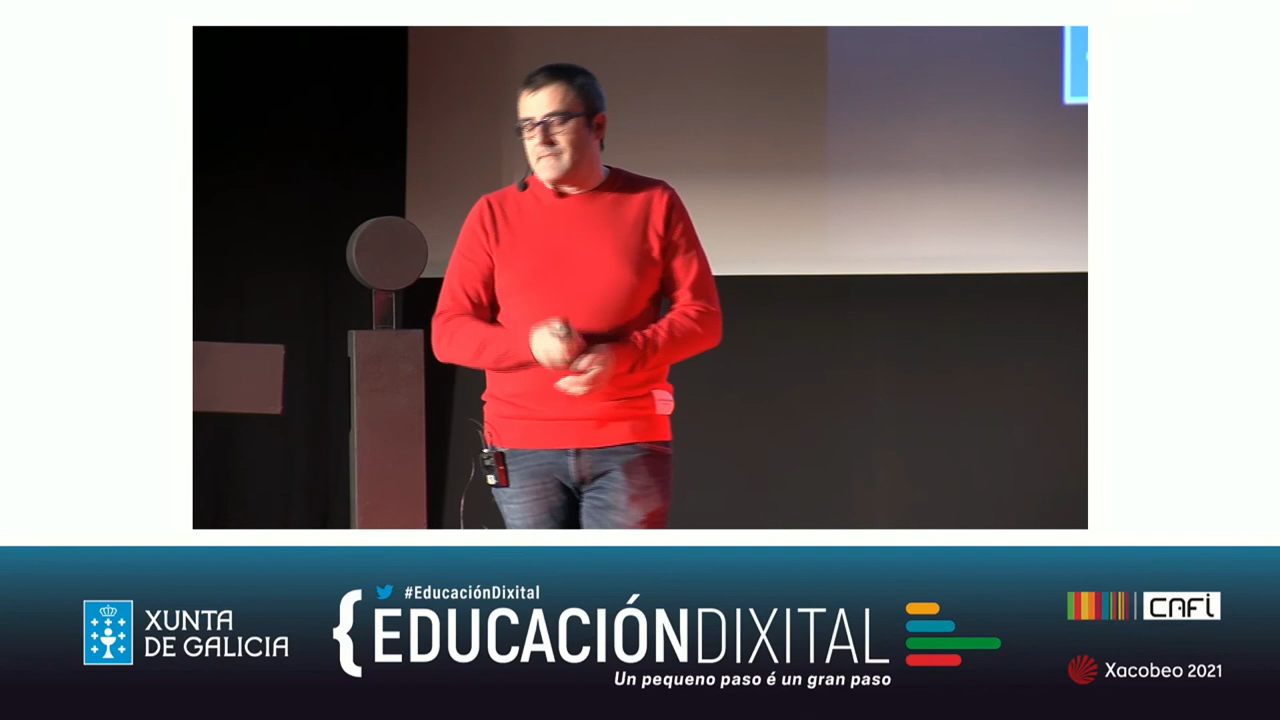 XUNTA
DE GALICIA
#EducaciónDixital
{EDUCACIÓNDIXITAL
Un pequeno paso é un gran paso
CAFi
Xacobeo 2021